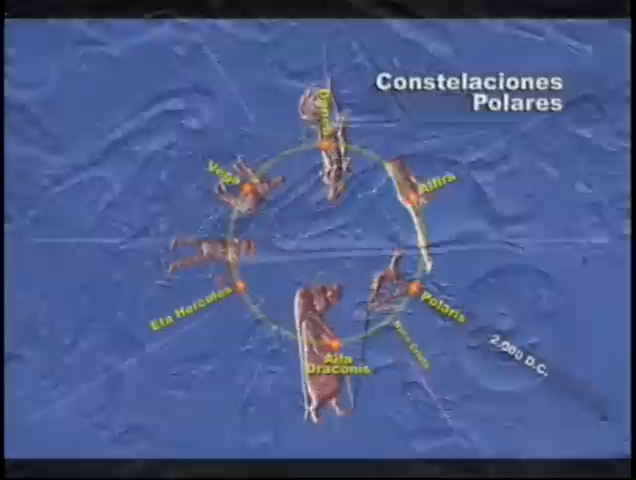 Constelaciones
Polares
Deneb
Vega
Alfira
Eta Hercules
Polaris
Alfa
Draconis
2.000 D.C.